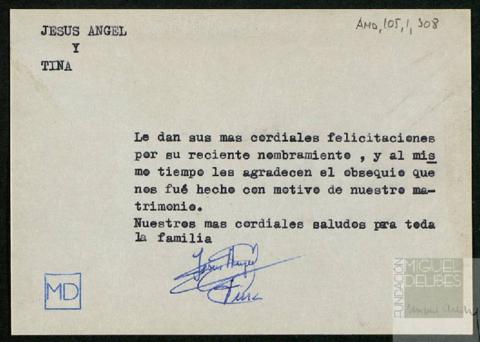 JESUS ANGEL
Y
TINA
AMD, 105, 1, 308
Le dan sus mas cordiales felicitaciones
por su reciente nombramiento , y al mis
mo tiempo les agradecen el obsequio que
nos fué hecho con motivo de nuestro ma-
trimonio.
Nuestros mas cordiales saludos pra toda
la familia
Jesus Angel
Tina
MD
FUNDACIÓN
MIGUEL
DELIBES